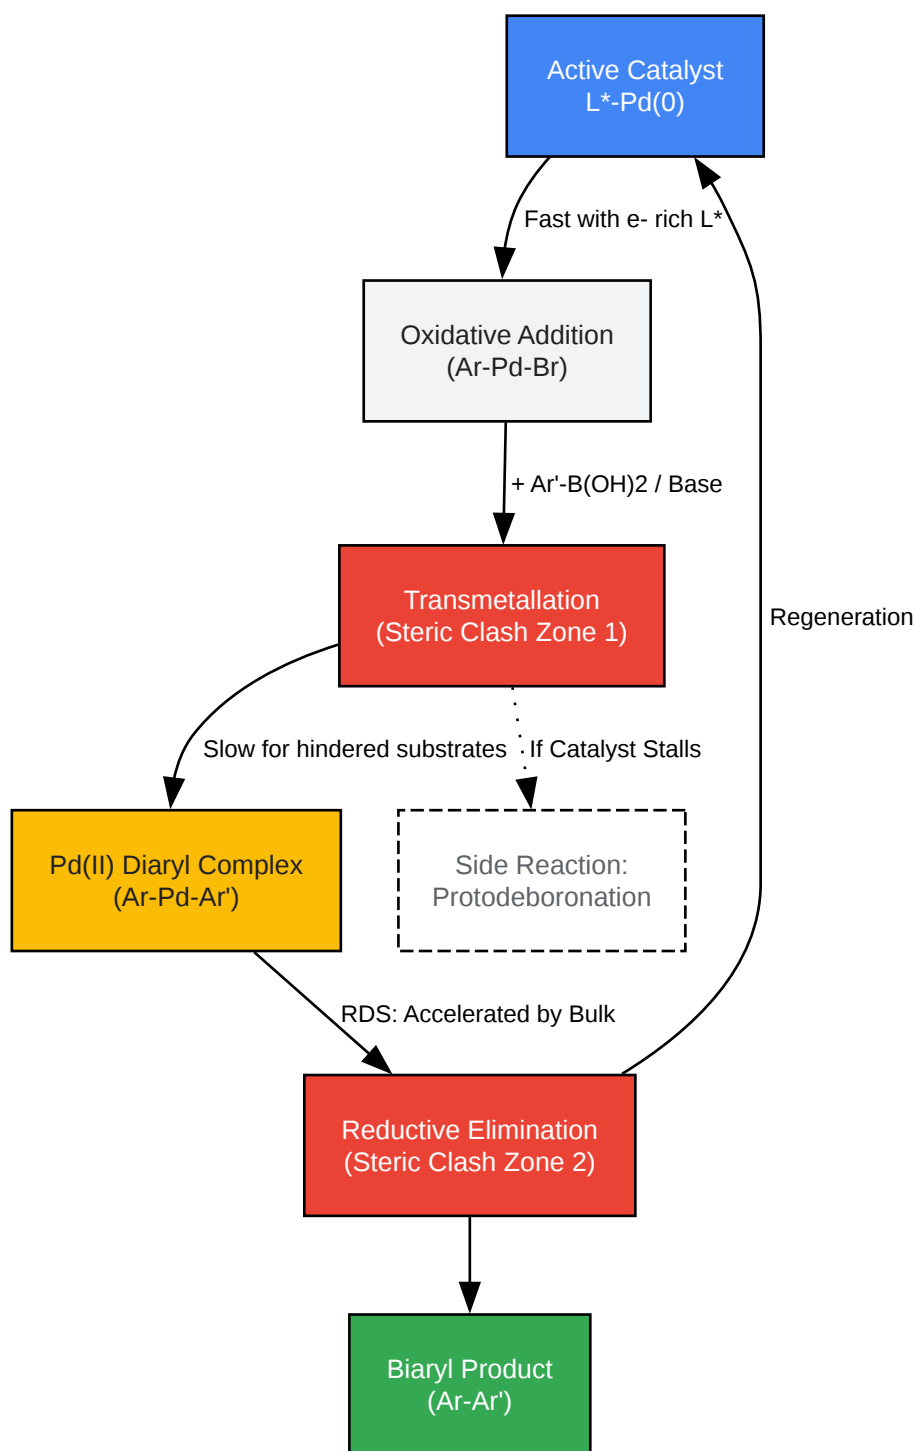 Active Catalyst
L*-Pd(0)
Fast with e- rich L*
Oxidative Addition
(Ar-Pd-Br)
+ Ar'-B(OH)2 / Base
Transmetallation
(Steric Clash Zone 1)
Regeneration
Slow for hindered substrates
If Catalyst Stalls
Pd(II) Diaryl Complex
(Ar-Pd-Ar')
Side Reaction:
Protodeboronation
RDS: Accelerated by Bulk
Reductive Elimination
(Steric Clash Zone 2)
Biaryl Product
(Ar-Ar')